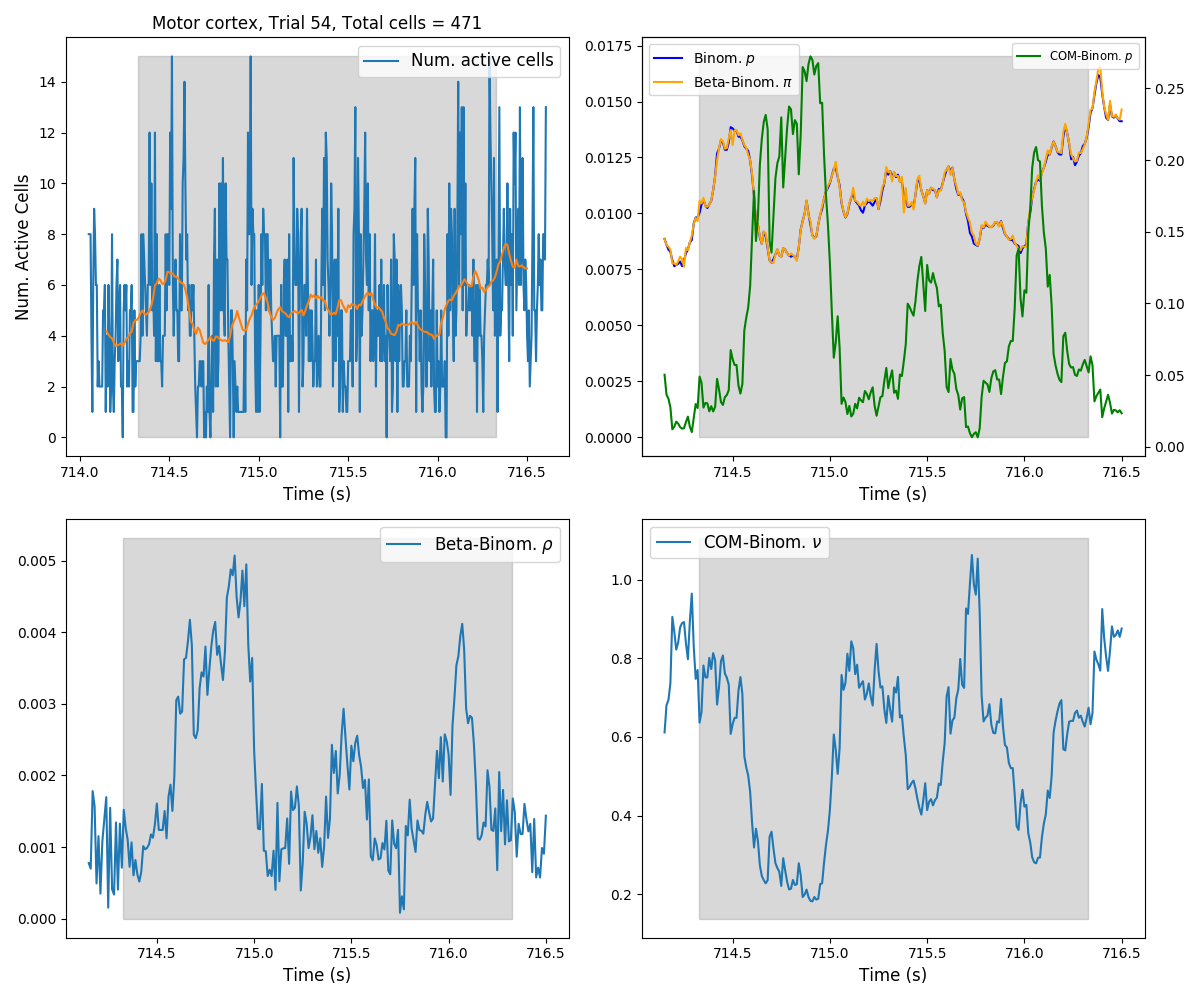 Motor cortex, Trial 54, Total cells = 471
Num. active cells
Num. Active Cells
14
12
10
8
6
4
2
0
714.0 714.5 715.0 715.5 716.0 716.5
Time (s)
Binom. p
Beta-Binom. π
COM-Binom. p
0.0175
0.0150
0.0125
0.0100
0.0075
0.0050
0.0025
0.0000
0.25
0.20
0.15
0.10
0.05
0.00
714.5 715.0 715.5 716.0 716.5
Time (s)
Beta-Binom. ρ
0.005
0.004
0.003
0.002
0.001
0.000
714.5 715.0 715.5 716.0 716.5
Time (s)
COM-Binom. ν
1.0
0.8
0.6
0.4
0.2
714.5 715.0 715.5 716.0 716.5
Time (s)